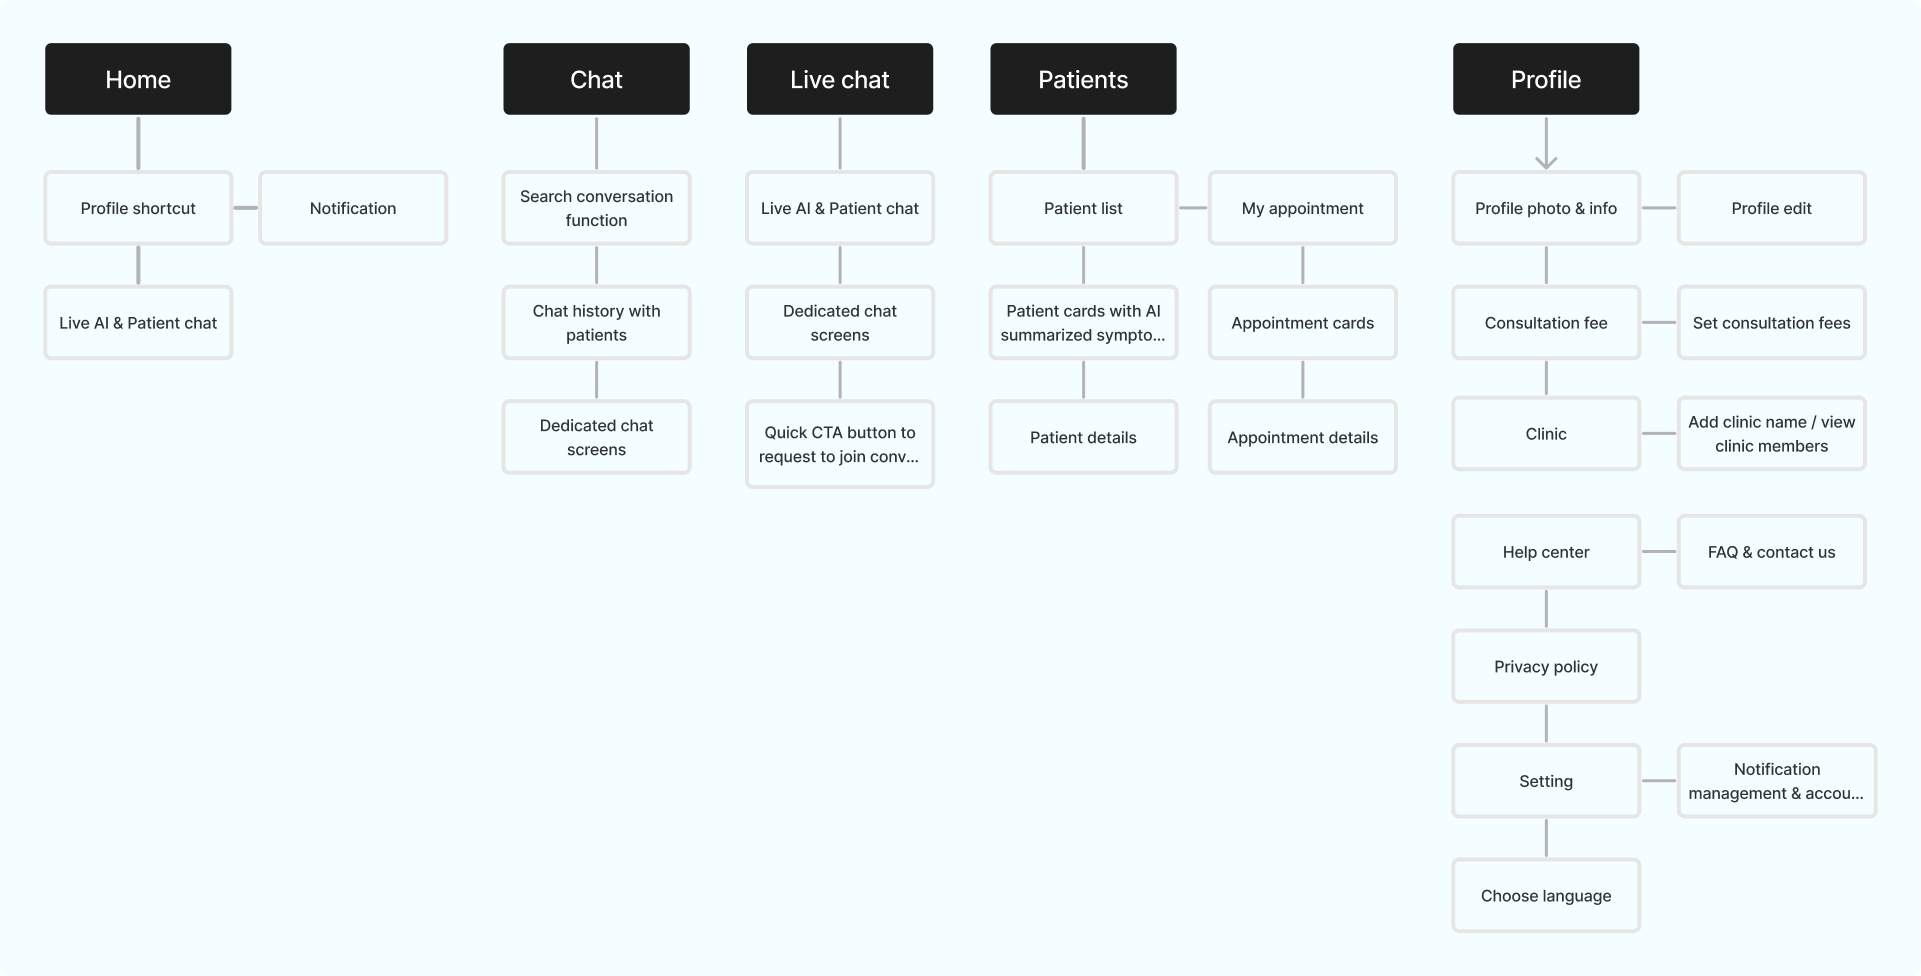 Home
Profile shortcut
Notification
Live AI & Patient chat
Chat
Search conversation
function
Chat history with
patients
Dedicated chat
screens
Live chat
Live AI & Patient chat
Dedicated chat
screens
Quick CTA button to
request to join conv...
Patients
Patient list
My appointment
Patient cards with AI
summarized sympto...
Appointment cards
Patient details
Appointment details
Profile
Profile photo & info
Profile edit
Consultation fee
Set consultation fees
Clinic
Add clinic name / view
clinic members
Help center
FAQ & contact us
Privacy policy
Setting
Notification
management & accou...
Choose language